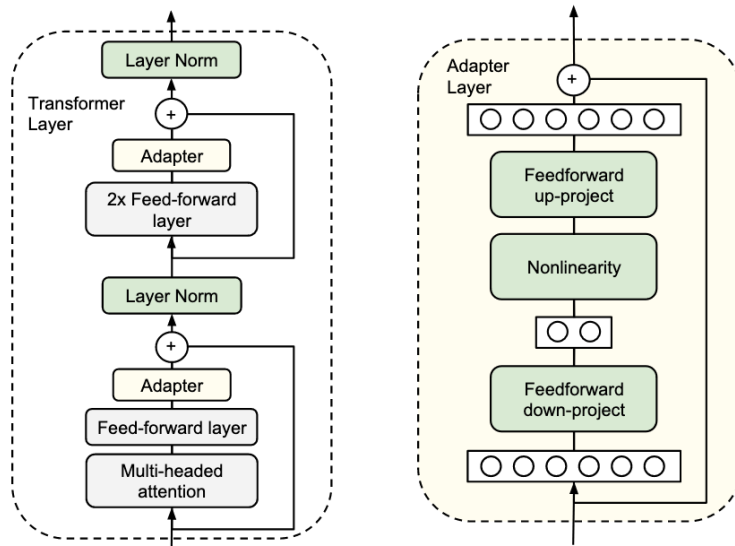 Layer Norm
Transformer
Layer
+
Adapter
2x Feed-forward
layer
Layer Norm
+
Adapter
Feed-forward layer
Multi-headed
attention
Adapter
Layer
+
Feedforward
up-project
Nonlinearity
Feedforward
down-project